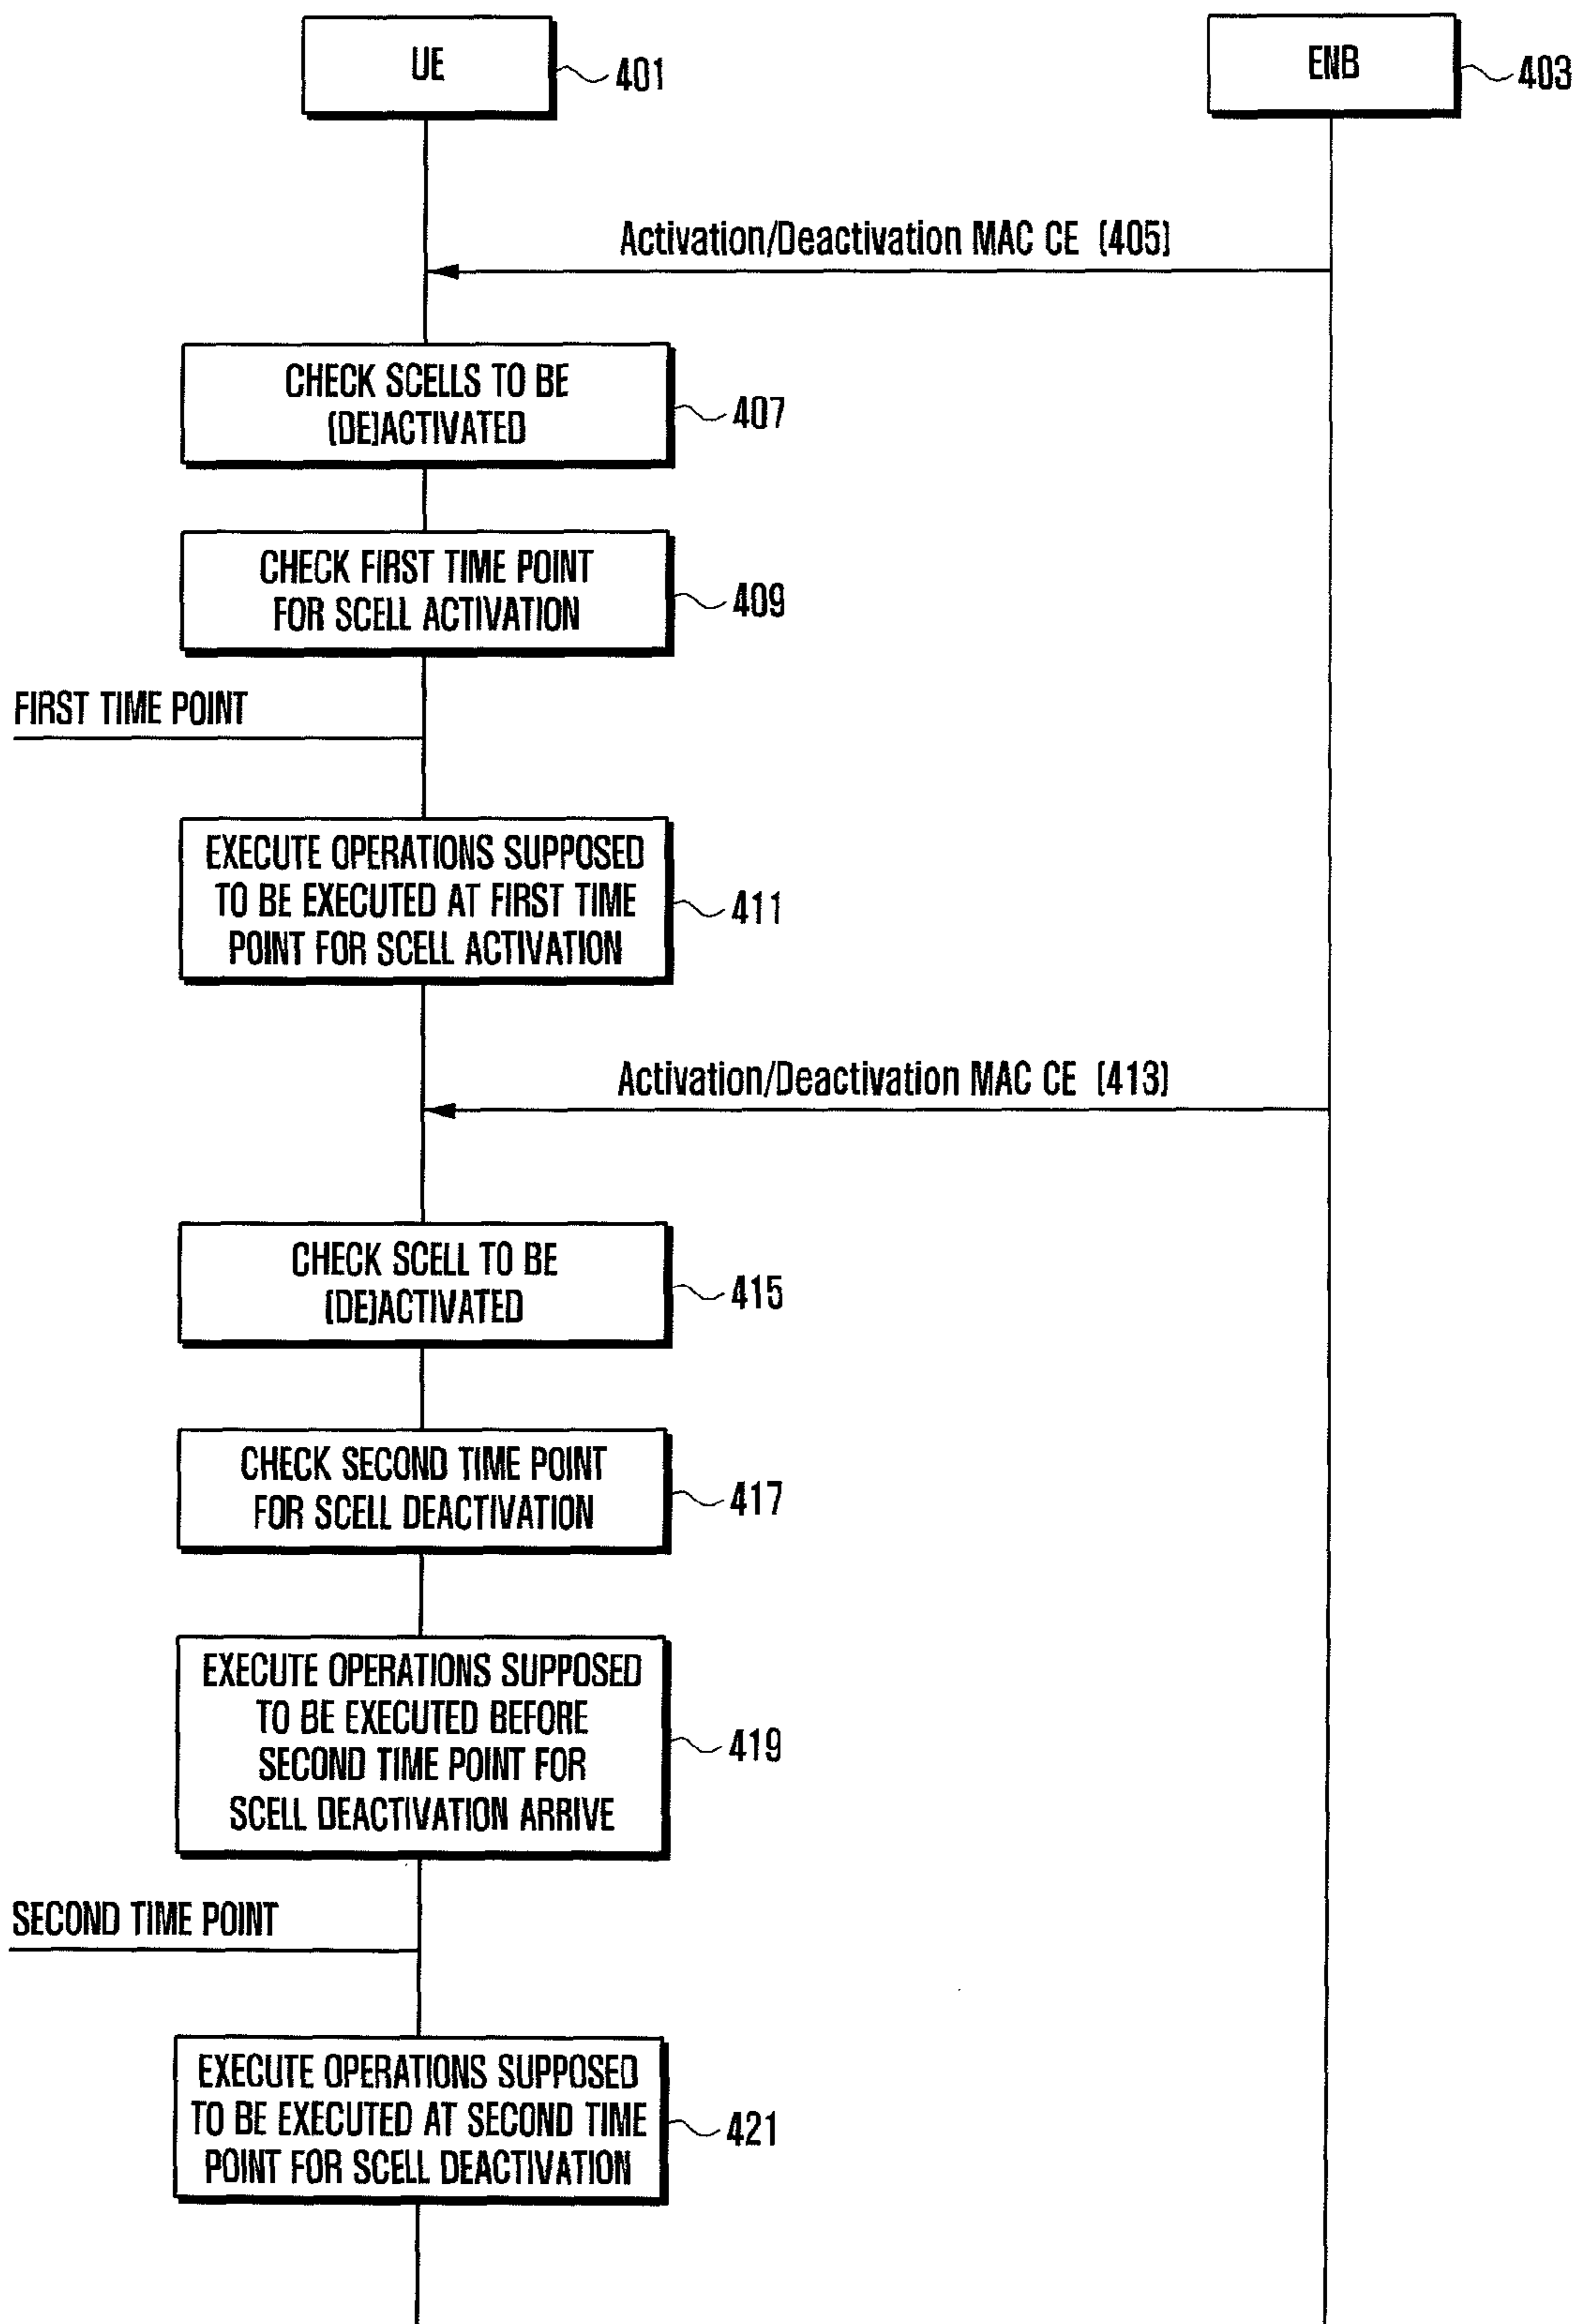 UE
401
ENB
403
Activation/Deactivation MAC CE (405)
CHECK SCELLS TO BE
(DE)ACTIVATED
407
CHECK FIRST TIME POINT
FOR SCELL ACTIVATION
409
FIRST TIME POINT
EXECUTE OPERATIONS SUPPOSED
TO BE EXECUTED AT FIRST TIME
POINT FOR SCELL ACTIVATION
411
Activation/Deactivation MAC CE (413)
CHECK SCELL TO BE
(DE)ACTIVATED
415
CHECK SECOND TIME POINT
FOR SCELL DEACTIVATION
417
EXECUTE OPERATIONS SUPPOSED
TO BE EXECUTED BEFORE
SECOND TIME POINT FOR
SCELL DEACTIVATION ARRIVE
419
SECOND TIME POINT
EXECUTE OPERATIONS SUPPOSED
TO BE EXECUTED AT SECOND TIME
POINT FOR SCELL DEACTIVATION
421